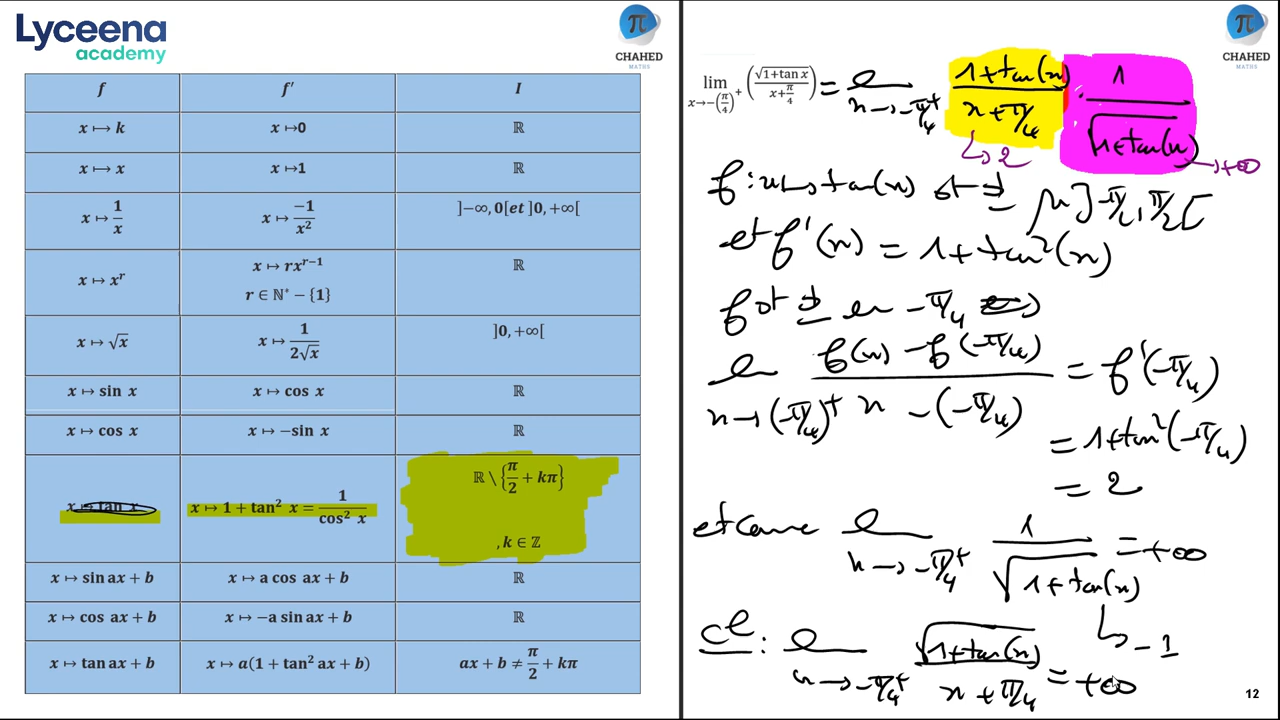 Lyceena
academy
π
CHAHED
MATHS
f f′ I
x ↦ k x ↦0 ℝ
x ↦ x x ↦1 ℝ
x ↦ 1/x x ↦ −1/x² ]−∞, 0[et ]0, +∞[
x ↦ xʳ x ↦ rxʳ⁻¹ ℝ
r ∈ ℕ* − {1}
x ↦ √x x ↦ 1/(2√x) ]0, +∞[
x ↦ sin x x ↦ cos x ℝ
x ↦ cos x x ↦ −sin x ℝ
x ↦ tan x x ↦ 1 + tan² x = 1/cos² x ℝ \ {π/2 + kπ}
, k ∈ ℤ
x ↦ sin ax + b x ↦ a cos ax + b ℝ
x ↦ cos ax + b x ↦ −a sin ax + b ℝ
x ↦ tan ax + b x ↦ a(1 + tan² ax + b) ax + b ≠ π/2 + kπ
π
CHAHED
MATHS
lim x→−(π/4)⁺ (√(1+tan x)/(x+π/4)) = lim x→−π/4⁺ (1+tan(x))/(x+π/4) · 1/√(1+tan(x))
↳ 2 → +∞
f : x ↦ tan(x) est d ]−π/2, π/2[
et f′(x) = 1 + tan²(x)
f est d en −π/4
lim x→(−π/4)⁺ (f(x) − f(−π/4))/(x − (−π/4)) = f′(−π/4)
= 1+tan²(−π/4)
= 2
et comme lim x→−π/4⁺ 1/√(1+tan(x)) = +∞
↳ −1
cl : lim x→−π/4⁺ √(1+tan(x))/(x+π/4) = +∞
12